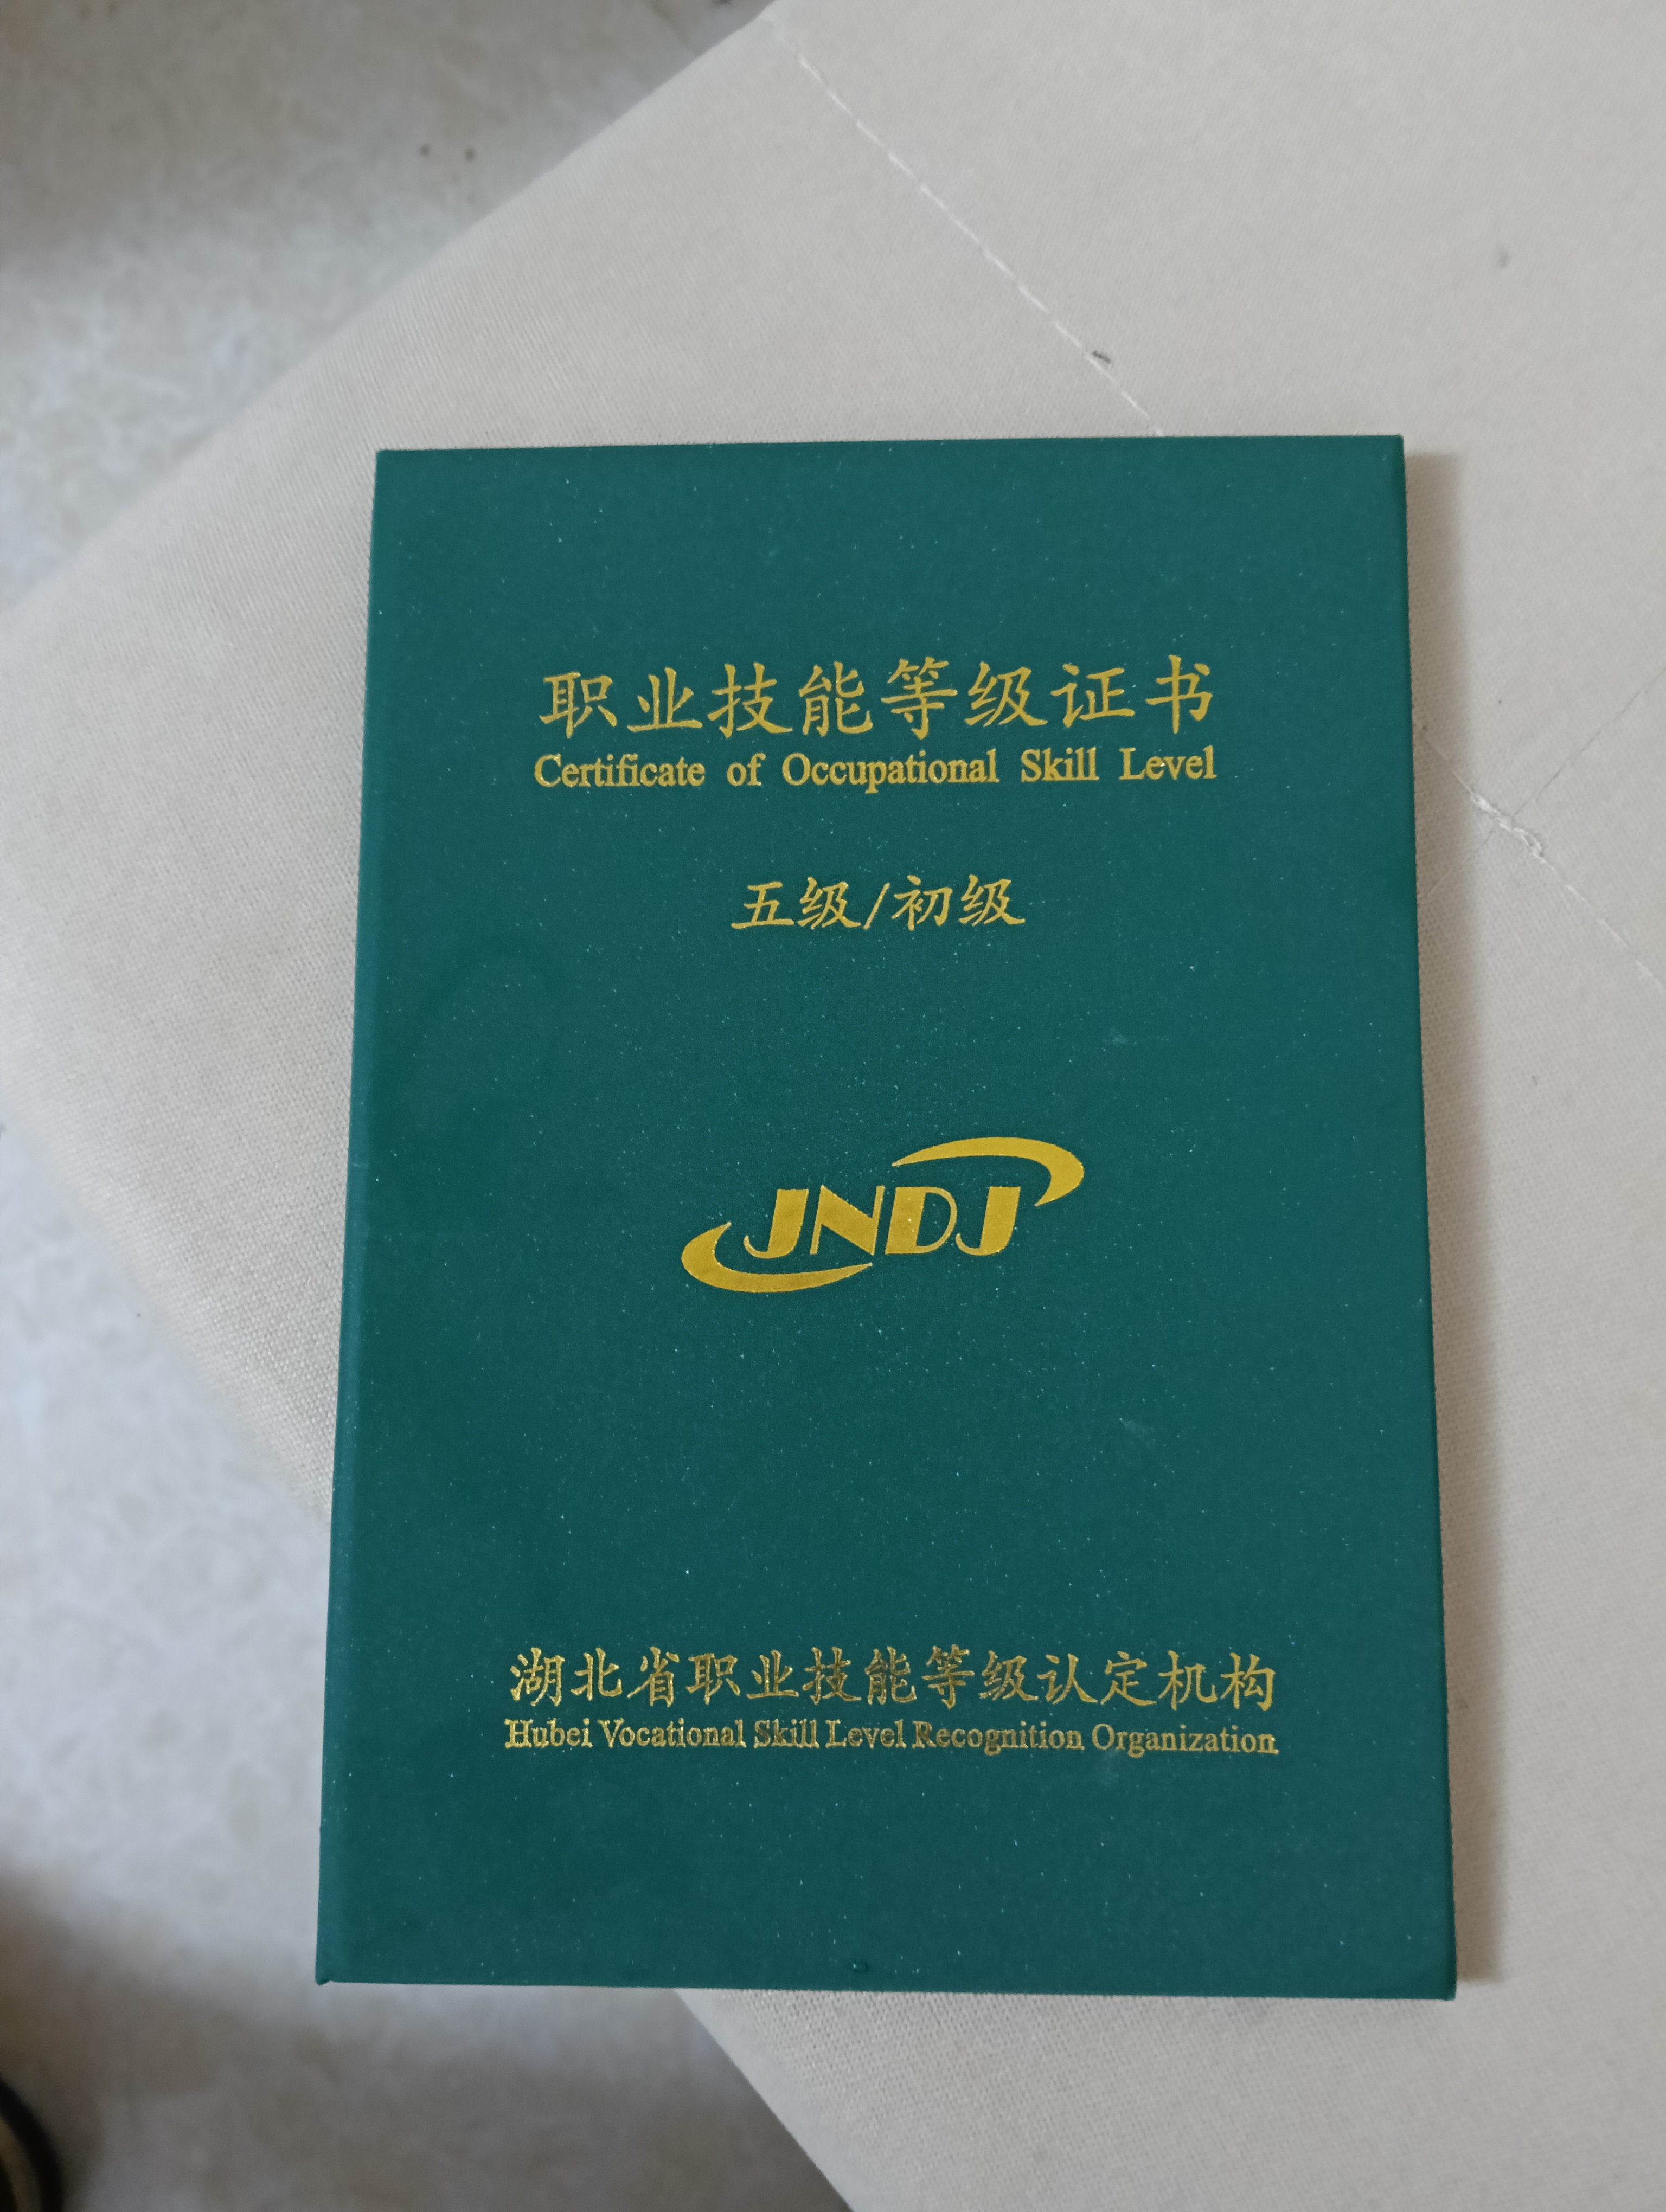 职业技能等级证书
Certificate of Occupational Skill Level
五级/初级
JNDJ
湖北省职业技能等级认定机构
Hubei Vocational Skill Level Recognition Organization